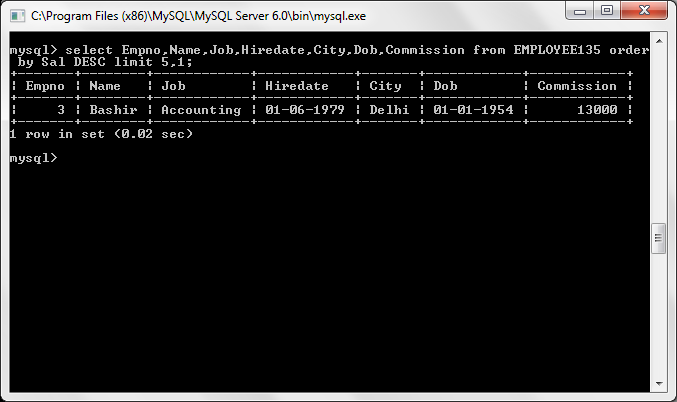 C:\Program Files (x86)\MySQL\MySQL Server 6.0\bin\mysql.exe
mysql> select Empno,Name,Job,Hiredate,City,Dob,Commission from EMPLOYEE135 order
by Sal DESC limit 5,1;
+-------+--------+------------+------------+-------+------------+------------+
¦ Empno ¦ Name   ¦ Job        ¦ Hiredate   ¦ City  ¦ Dob        ¦ Commission ¦
+-------+--------+------------+------------+-------+------------+------------+
¦     3 ¦ Bashir ¦ Accounting ¦ 01-06-1979 ¦ Delhi ¦ 01-01-1954 ¦      13000 ¦
+-------+--------+------------+------------+-------+------------+------------+
1 row in set (0.02 sec)
mysql>